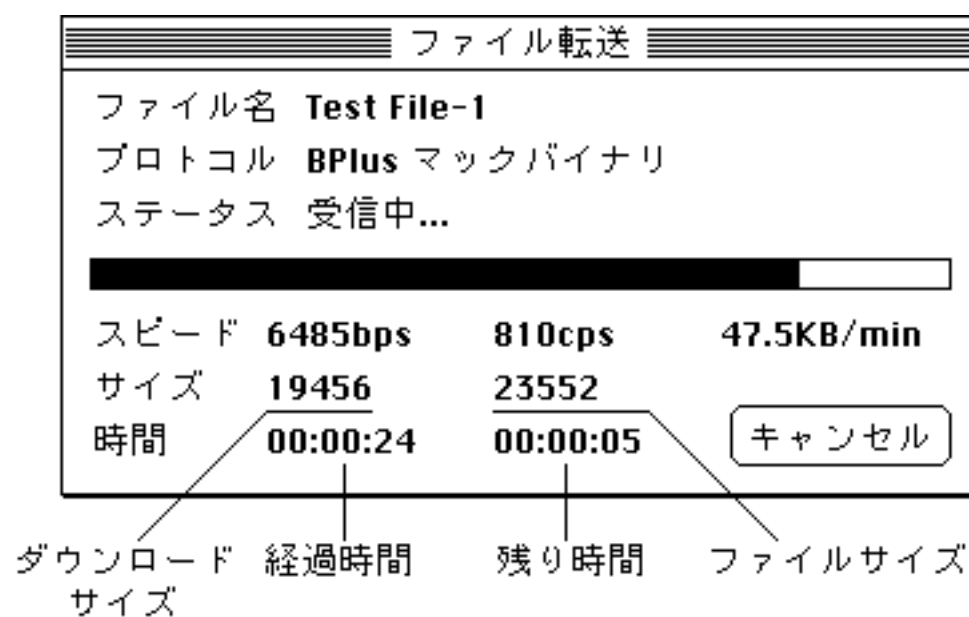 ファイル転送
ファイル名 Test File-1
プロトコル BPlus マックバイナリ
ステータス 受信中...
スピード 6485bps 810cps 47.5KB/min
サイズ 19456 23552
時間 00:00:24 00:00:05 キャンセル
ダウンロード 経過時間 残り時間 ファイルサイズ
サイズ